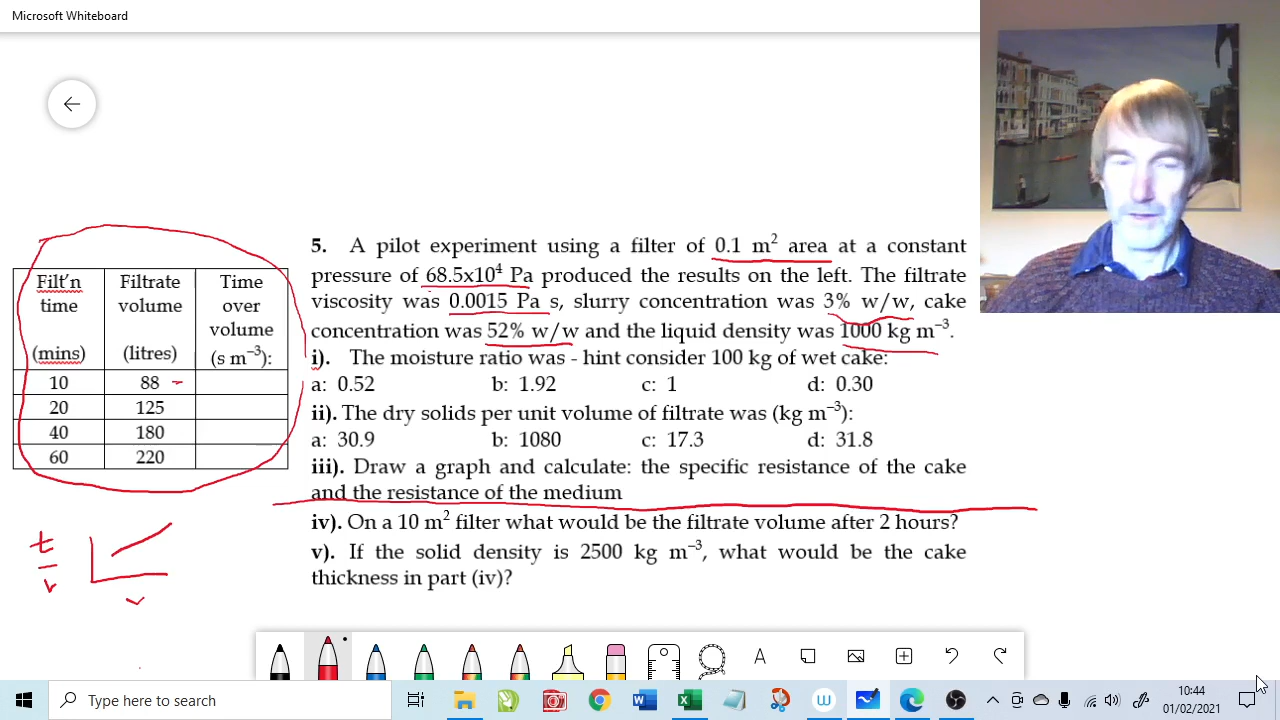 Microsoft Whiteboard
Filt'n time (mins) | Filtrate volume (litres) | Time over volume (s m⁻³):
10 | 88 |
20 | 125 |
40 | 180 |
60 | 220 |
t/v
v
5. A pilot experiment using a filter of 0.1 m² area at a constant
pressure of 68.5x10⁴ Pa produced the results on the left. The filtrate
viscosity was 0.0015 Pa s, slurry concentration was 3% w/w, cake
concentration was 52% w/w and the liquid density was 1000 kg m⁻³.
i). The moisture ratio was - hint consider 100 kg of wet cake:
a: 0.52 b: 1.92 c: 1 d: 0.30
ii). The dry solids per unit volume of filtrate was (kg m⁻³):
a: 30.9 b: 1080 c: 17.3 d: 31.8
iii). Draw a graph and calculate: the specific resistance of the cake
and the resistance of the medium
iv). On a 10 m² filter what would be the filtrate volume after 2 hours?
v). If the solid density is 2500 kg m⁻³, what would be the cake
thickness in part (iv)?
Type here to search
10:44
01/02/2021